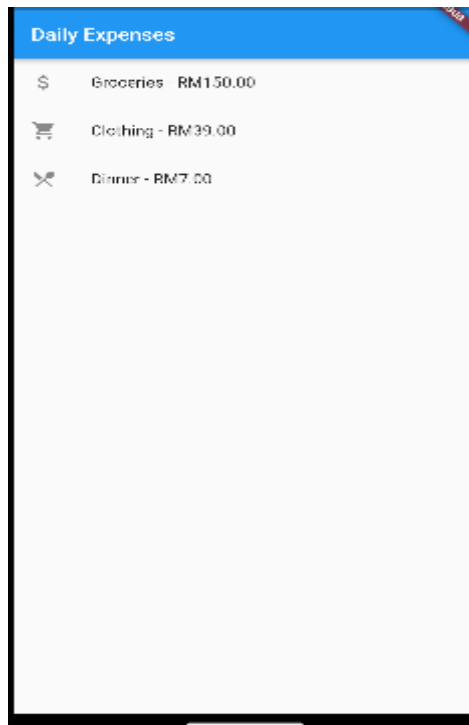 Daily Expenses
$ Groceries - RM150.00
Clothing - RM39.00
Dinner - RM7.00